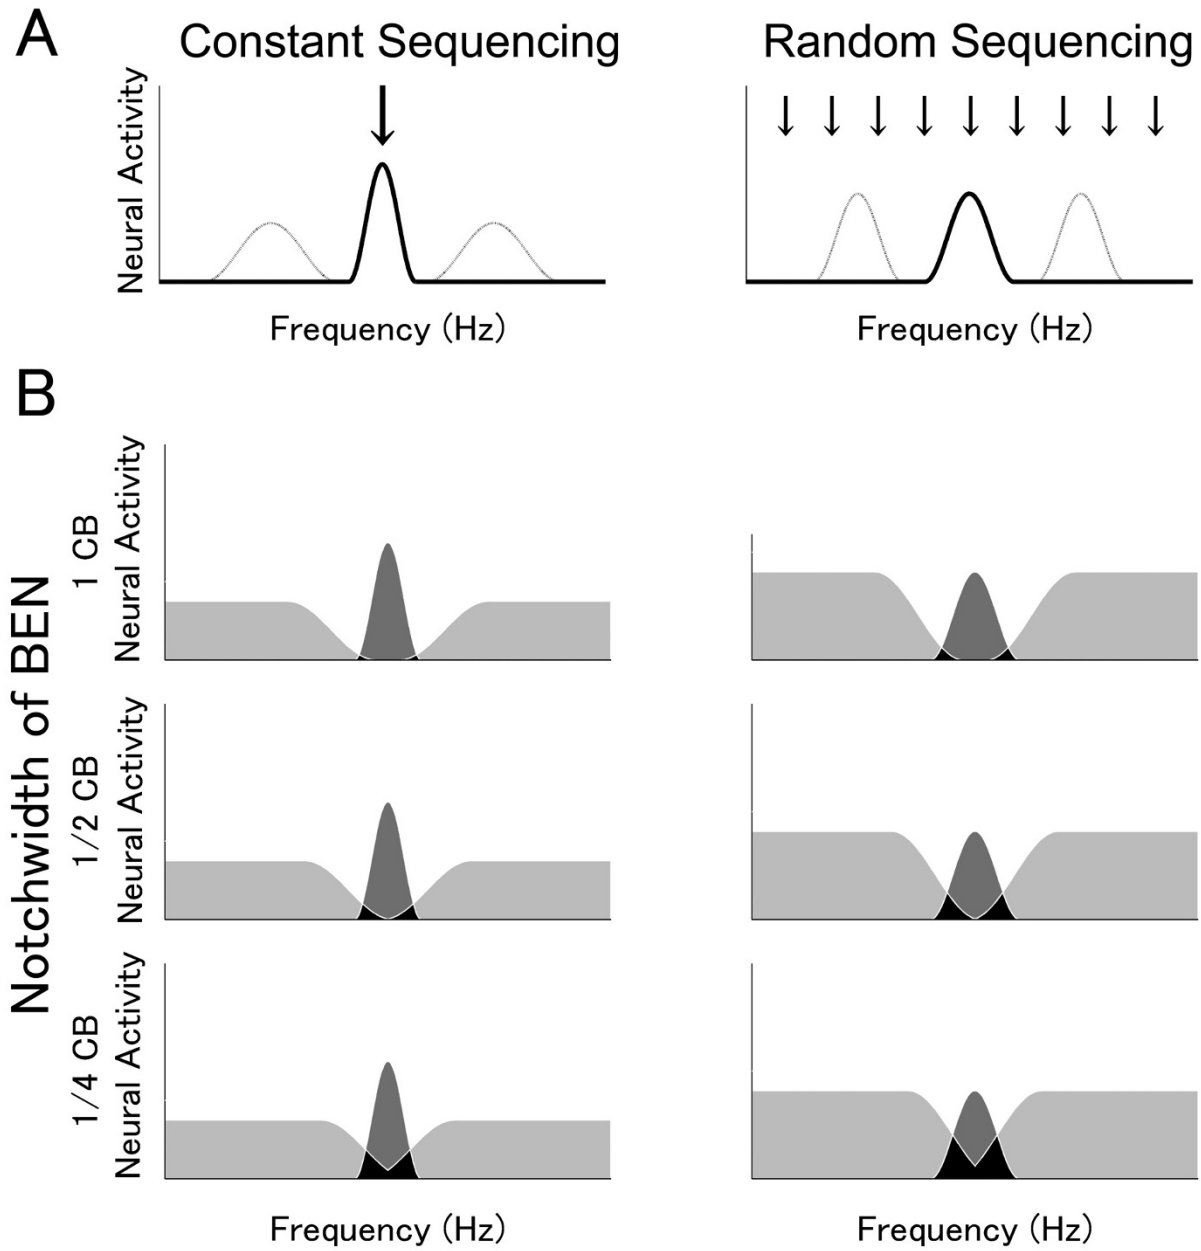 A
Constant Sequencing
Random Sequencing
Neural Activity
Frequency (Hz)
Frequency (Hz)
B
Notchwidth of BEN
1 CB
Neural Activity
1/2 CB
Neural Activity
1/4 CB
Neural Activity
Frequency (Hz)
Frequency (Hz)